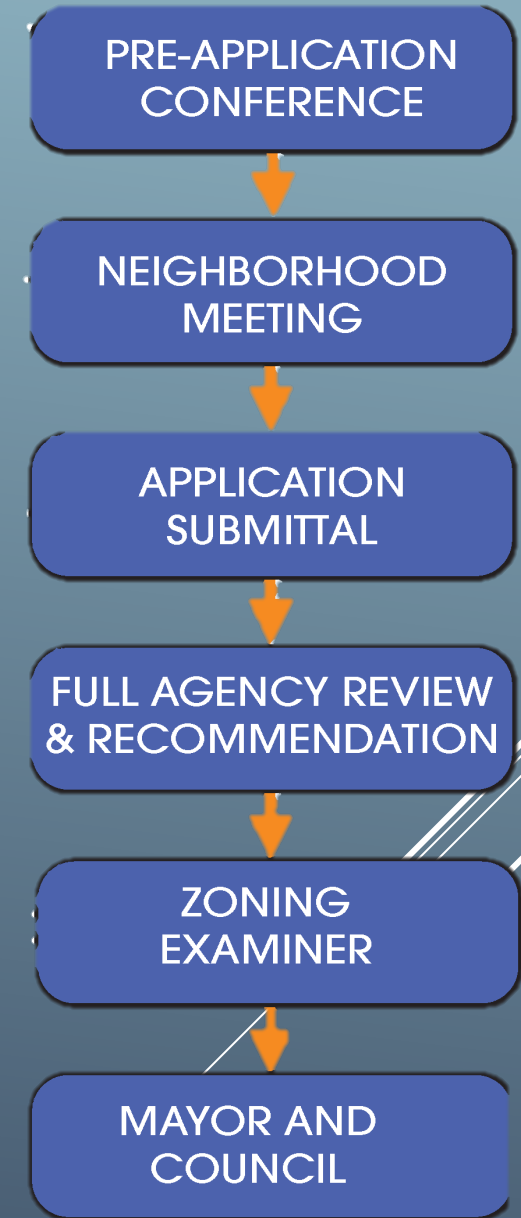 PRE-APPLICATION
CONFERENCE
NEIGHBORHOOD
MEETING
APPLICATION
SUBMITTAL
FULL AGENCY REVIEW
& RECOMMENDATION
ZONING
EXAMINER
MAYOR AND
COUNCIL